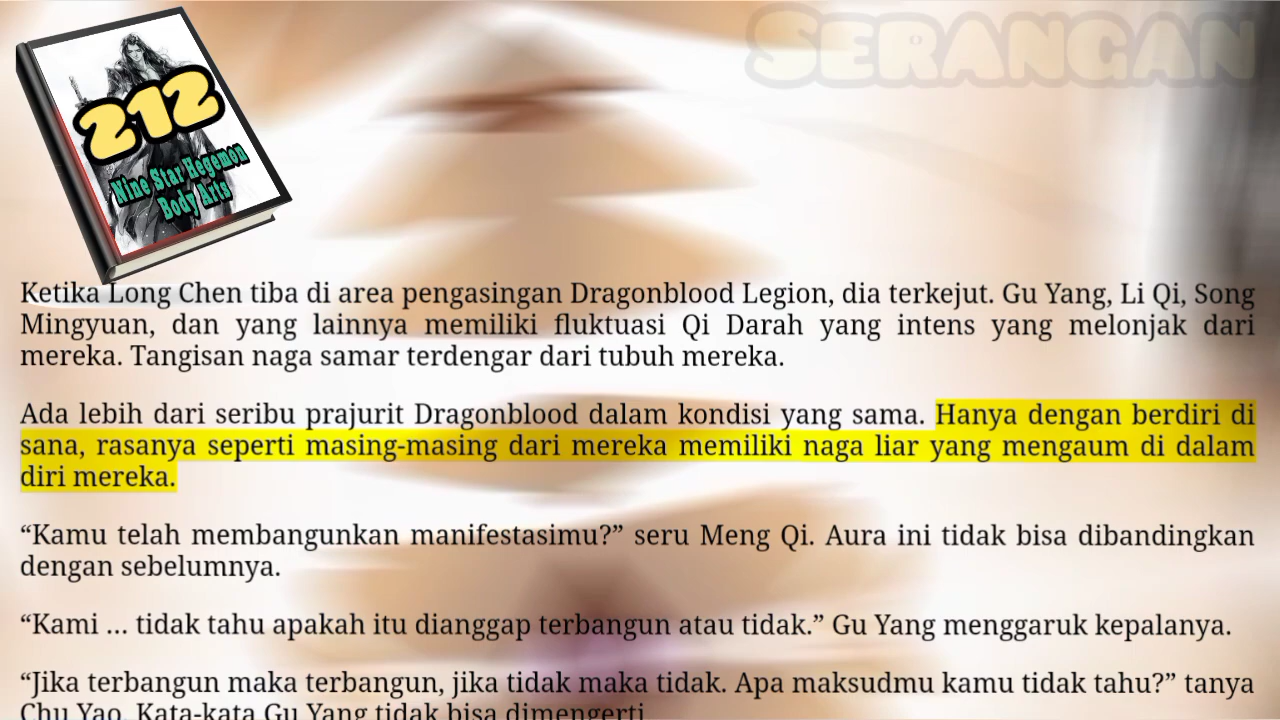 SERANGAN
212
Nine Star Hegemon
Body Arts
Ketika Long Chen tiba di area pengasingan Dragonblood Legion, dia terkejut. Gu Yang, Li Qi, Song
Mingyuan, dan yang lainnya memiliki fluktuasi Qi Darah yang intens yang melonjak dari
mereka. Tangisan naga samar terdengar dari tubuh mereka.
Ada lebih dari seribu prajurit Dragonblood dalam kondisi yang sama. Hanya dengan berdiri di
sana, rasanya seperti masing-masing dari mereka memiliki naga liar yang mengaum di dalam
diri mereka.
“Kamu telah membangunkan manifestasimu?” seru Meng Qi. Aura ini tidak bisa dibandingkan
dengan sebelumnya.
“Kami … tidak tahu apakah itu dianggap terbangun atau tidak.” Gu Yang menggaruk kepalanya.
“Jika terbangun maka terbangun, jika tidak maka tidak. Apa maksudmu kamu tidak tahu?” tanya
Chu Yao. Kata-kata Gu Yang tidak bisa dimengerti.